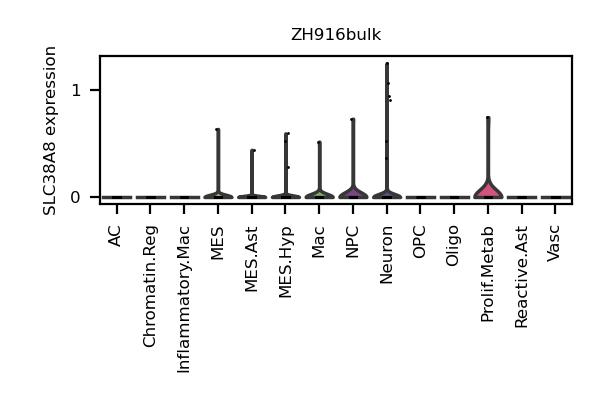 ZH916bulk
SLC38A8 expression
1
0
AC
Chromatin.Reg
Inflammatory.Mac
MES
MES.Ast
MES.Hyp
Mac
NPC
Neuron
OPC
Oligo
Prolif.Metab
Reactive.Ast
Vasc